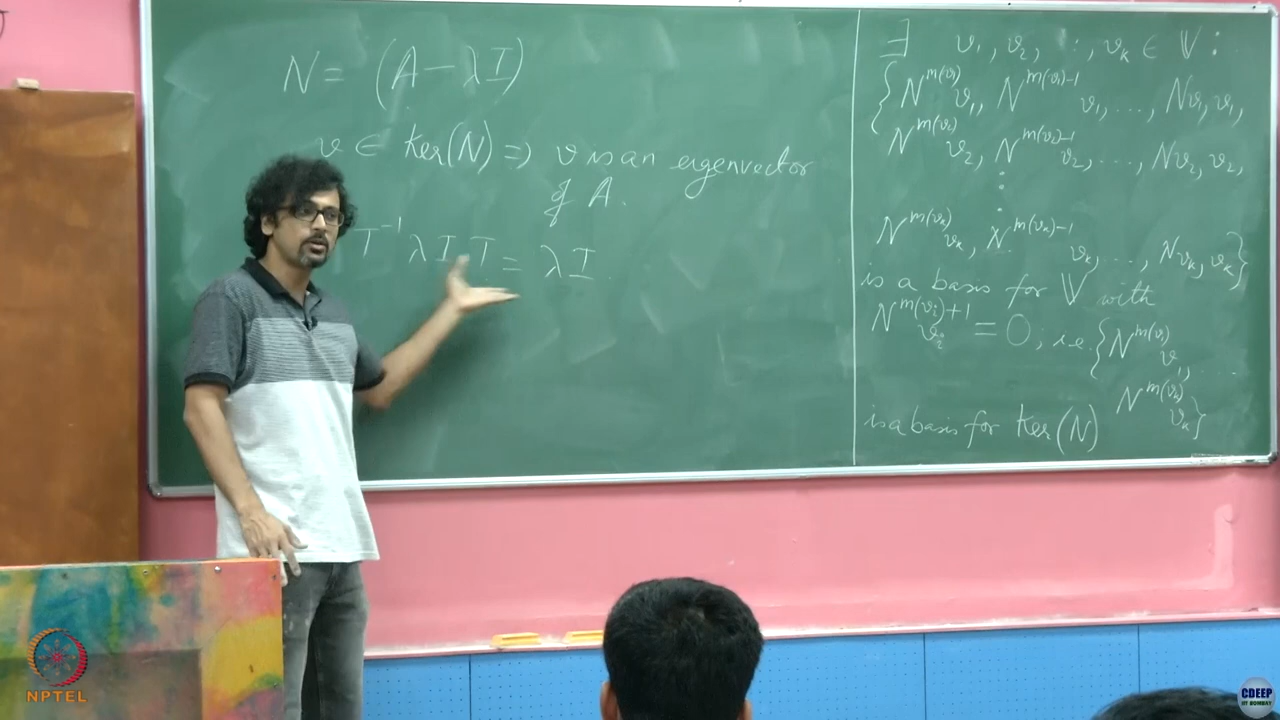 N = (A − λI)
v ∈ Ker(N) ⇒ v is an eigenvector
of A.
T⁻¹ λ I T = λI.
∃ v₁, v₂, ⋯, vₖ ∈ V :
{N^{m(v₁)} v₁, N^{m(v₁)-1} v₁, ..., Nv₁, v₁,
N^{m(v₂)} v₂, N^{m(v₂)-1} v₂, ..., Nv₂, v₂,
⋮
N^{m(vₖ)} vₖ, N^{m(vₖ)-1} vₖ, ..., Nvₖ, vₖ}
is a basis for V with
N^{m(vᵢ)+1} vᵢ = 0, i.e. {N^{m(v₁)} v₁,
N^{m(vₖ)} vₖ}
is a basis for Ker(N)
NPTEL
CDEEP
IIT BOMBAY